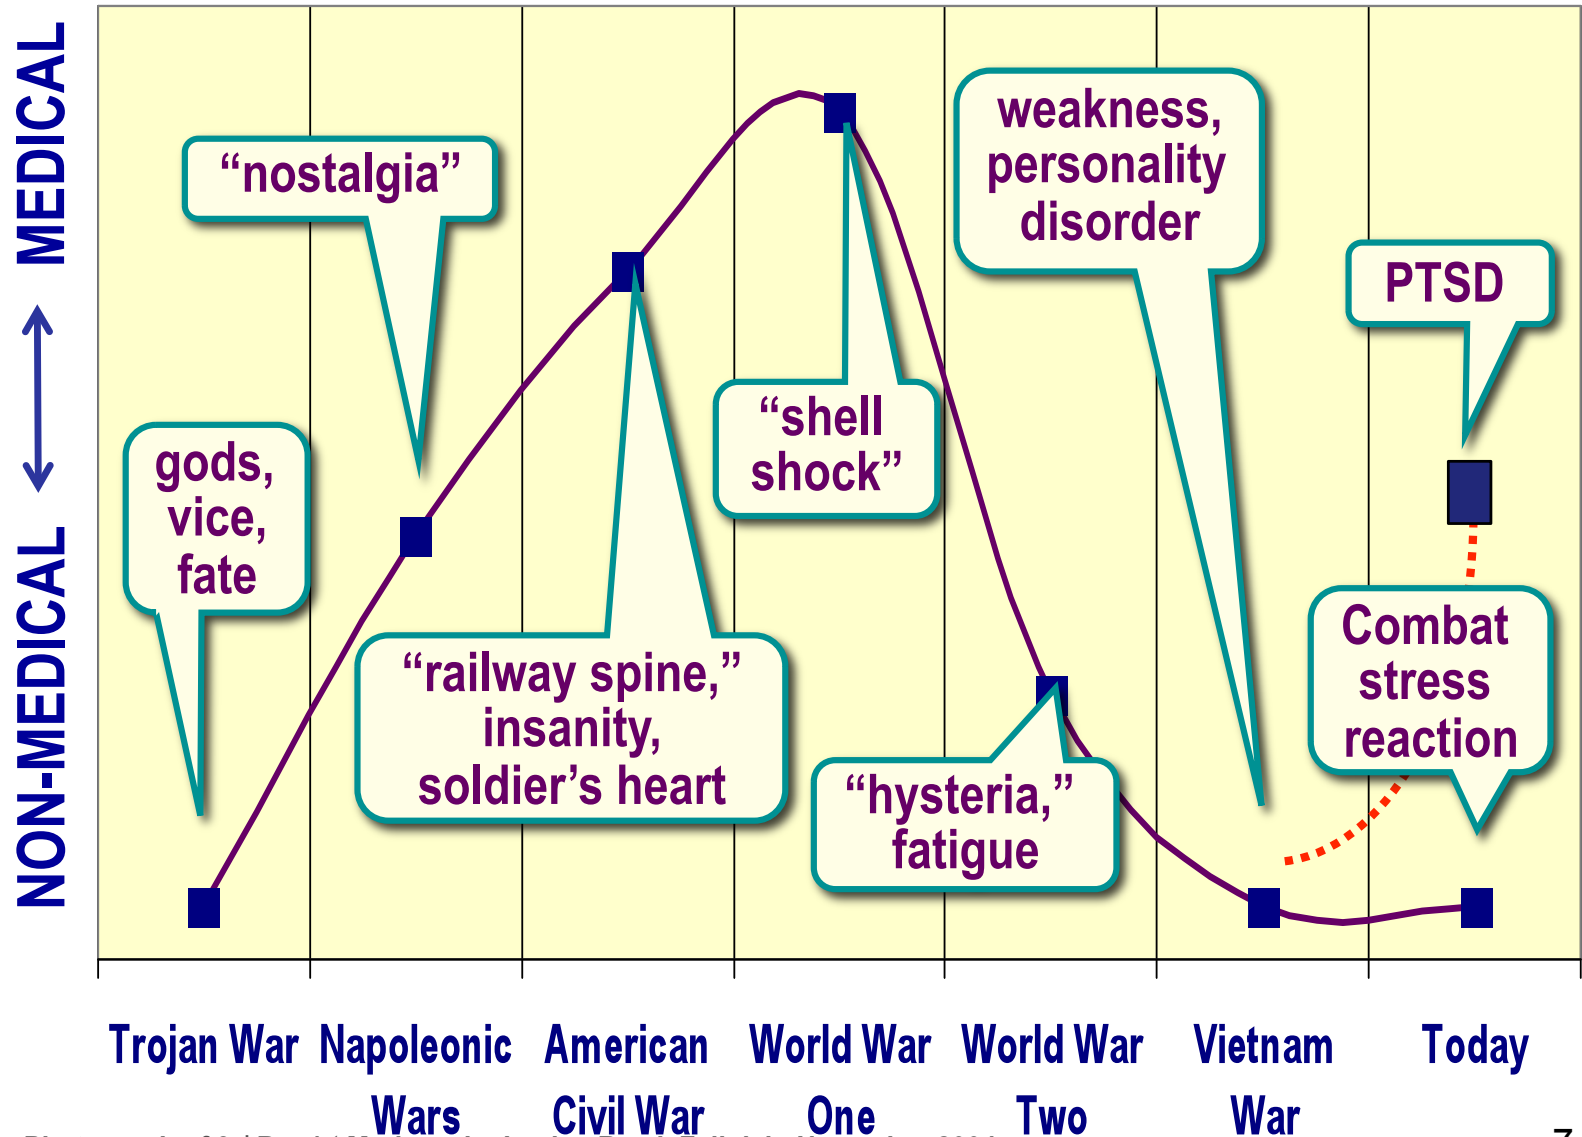 MEDICAL
NON-MEDICAL
“nostalgia”
gods,
vice,
fate
“railway spine,”
insanity,
soldier’s heart
“shell
shock”
“hysteria,”
fatigue
weakness,
personality
disorder
PTSD
Combat
stress
reaction
Trojan War
Napoleonic
Wars
American
Civil War
World War
One
World War
Two
Vietnam
War
Today